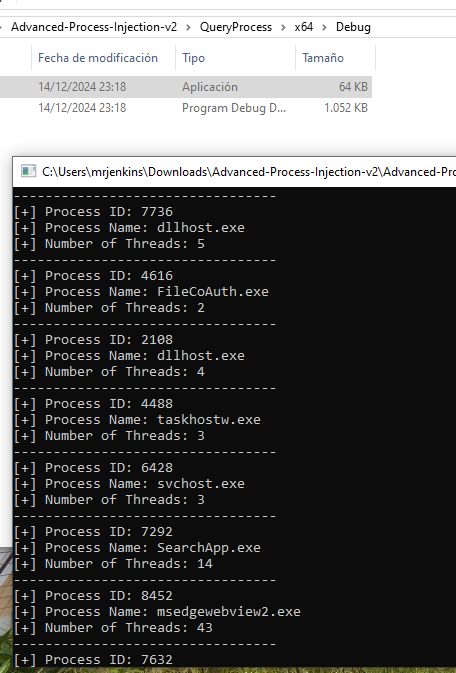 Advanced-Process-Injection-v2 > QueryProcess > x64 > Debug
Fecha de modificación Tipo Tamaño
14/12/2024 23:18 Aplicación 64 KB
14/12/2024 23:18 Program Debug D... 1.052 KB
C:\Users\mrjenkins\Downloads\Advanced-Process-Injection-v2\Advanced-Pro
---------------------------------
[+] Process ID: 7736
[+] Process Name: dllhost.exe
[+] Number of Threads: 5
---------------------------------
[+] Process ID: 4616
[+] Process Name: FileCoAuth.exe
[+] Number of Threads: 2
---------------------------------
[+] Process ID: 2108
[+] Process Name: dllhost.exe
[+] Number of Threads: 4
---------------------------------
[+] Process ID: 4488
[+] Process Name: taskhostw.exe
[+] Number of Threads: 3
---------------------------------
[+] Process ID: 6428
[+] Process Name: svchost.exe
[+] Number of Threads: 3
---------------------------------
[+] Process ID: 7292
[+] Process Name: SearchApp.exe
[+] Number of Threads: 14
---------------------------------
[+] Process ID: 8452
[+] Process Name: msedgewebview2.exe
[+] Number of Threads: 43
---------------------------------
[+] Process ID: 7632